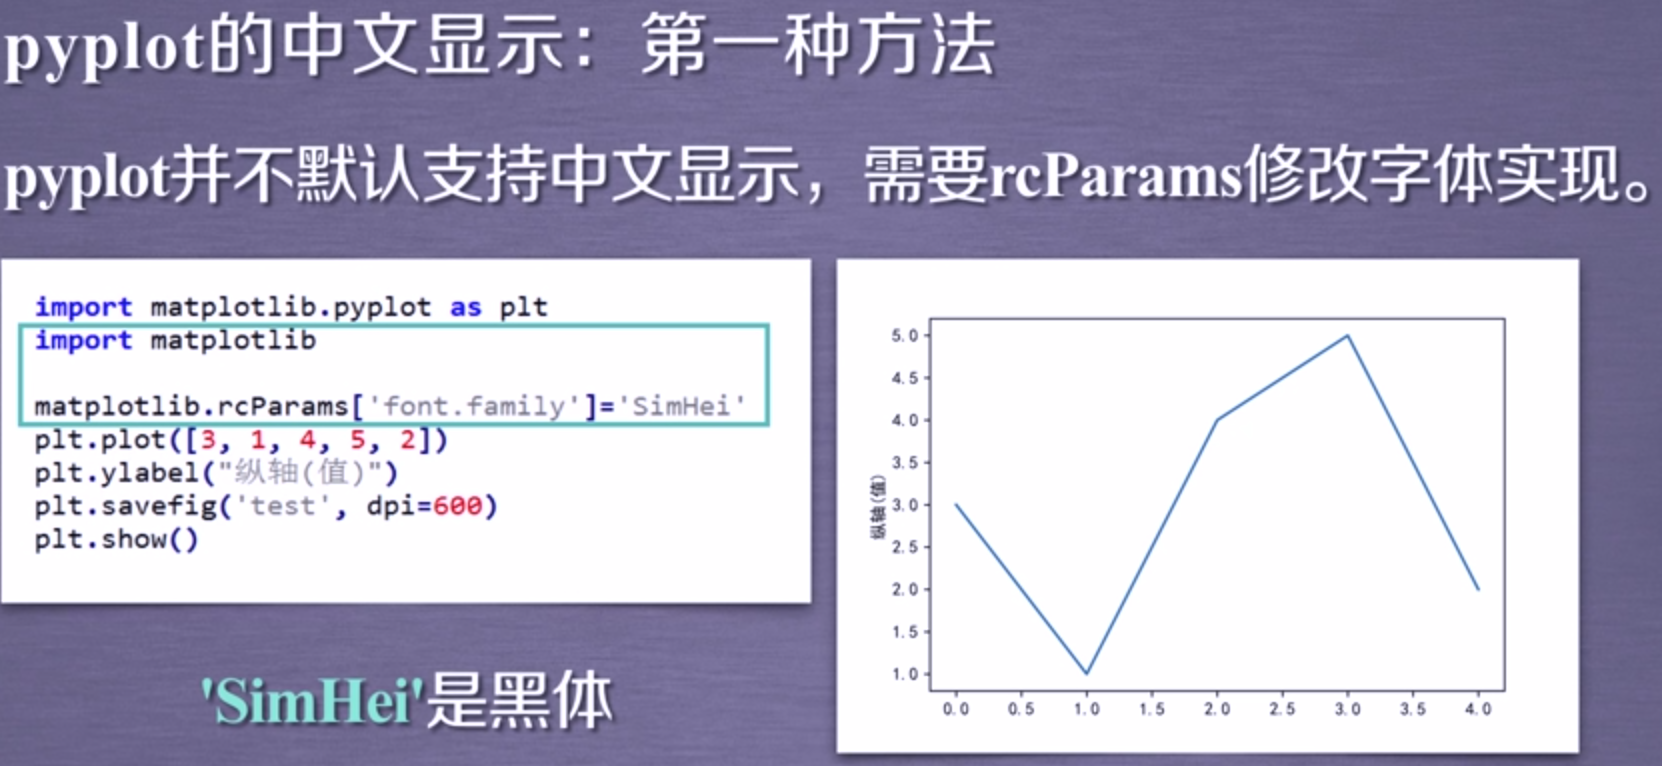 pyplot的中文显示：第一种方法
pyplot并不默认支持中文显示，需要rcParams修改字体实现。
import matplotlib.pyplot as plt
import matplotlib
matplotlib.rcParams['font.family']='SimHei'
plt.plot([3, 1, 4, 5, 2])
plt.ylabel("纵轴(值)")
plt.savefig('test', dpi=600)
plt.show()
'SimHei'是黑体
纵轴(值)
5.0
4.5
4.0
3.5
3.0
2.5
2.0
1.5
1.0
0.0 0.5 1.0 1.5 2.0 2.5 3.0 3.5 4.0